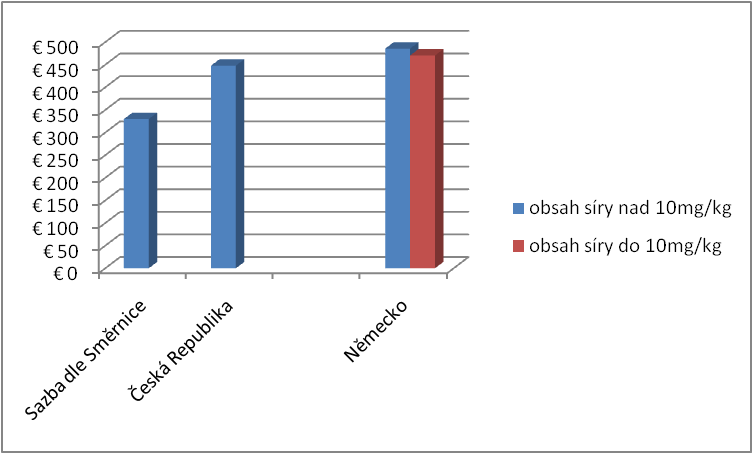 € 500
€ 450
€ 400
€ 350
€ 300
€ 250
€ 200
€ 150
€ 100
€ 50
€ 0
Sazba dle Směrnice
Česká Republika
Německo
obsah síry nad 10mg/kg
obsah síry do 10mg/kg